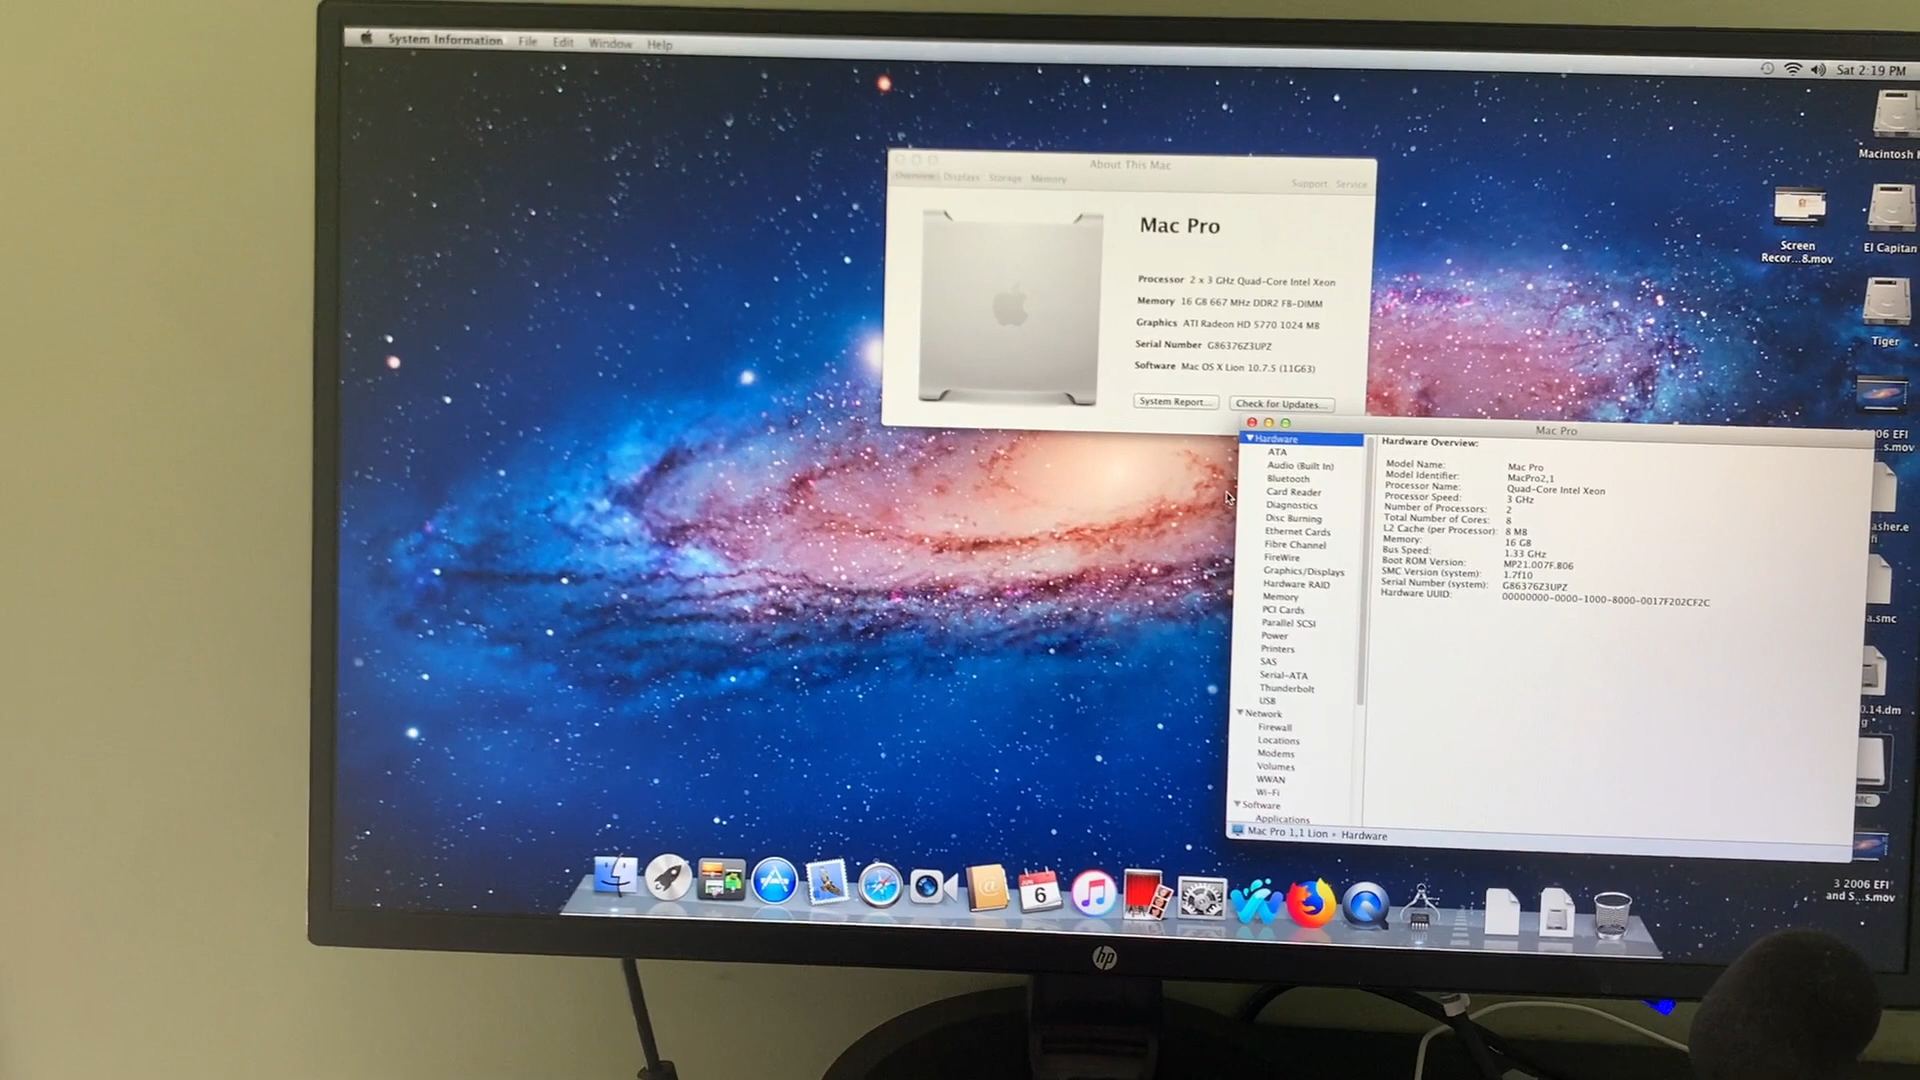 System Information File Edit Window Help
Sat 2:19 PM
Macintosh
Screen
Recor...8.mov
El Capitan
Tiger
06 EFI
s.mov
asher.e
fi
a.smc
0.14.dm
g
MC
3 2006 EFI
and S...s.mov
About This Mac
Overview Displays Storage Memory
Support Service
Mac Pro
Processor 2 x 3 GHz Quad-Core Intel Xeon
Memory 16 GB 667 MHz DDR2 FB-DIMM
Graphics ATI Radeon HD 5770 1024 MB
Serial Number G86376Z3UPZ
Software Mac OS X Lion 10.7.5 (11G63)
System Report... Check for Updates...
Mac Pro
Hardware
ATA
Audio (Built In)
Bluetooth
Card Reader
Diagnostics
Disc Burning
Ethernet Cards
Fibre Channel
FireWire
Graphics/Displays
Hardware RAID
Memory
PCI Cards
Parallel SCSI
Power
Printers
SAS
Serial-ATA
Thunderbolt
USB
Network
Firewall
Locations
Modems
Volumes
WWAN
Wi-Fi
Software
Applications
Hardware Overview:
Model Name: Mac Pro
Model Identifier: MacPro2,1
Processor Name: Quad-Core Intel Xeon
Processor Speed: 3 GHz
Number of Processors: 2
Total Number of Cores: 8
L2 Cache (per Processor): 8 MB
Memory: 16 GB
Bus Speed: 1.33 GHz
Boot ROM Version: MP21.007F.B06
SMC Version (system): 1.7f10
Serial Number (system): G86376Z3UPZ
Hardware UUID: 00000000-0000-1000-8000-0017F202CF2C
Mac Pro 1,1 Lion Hardware
JUN
6
hp